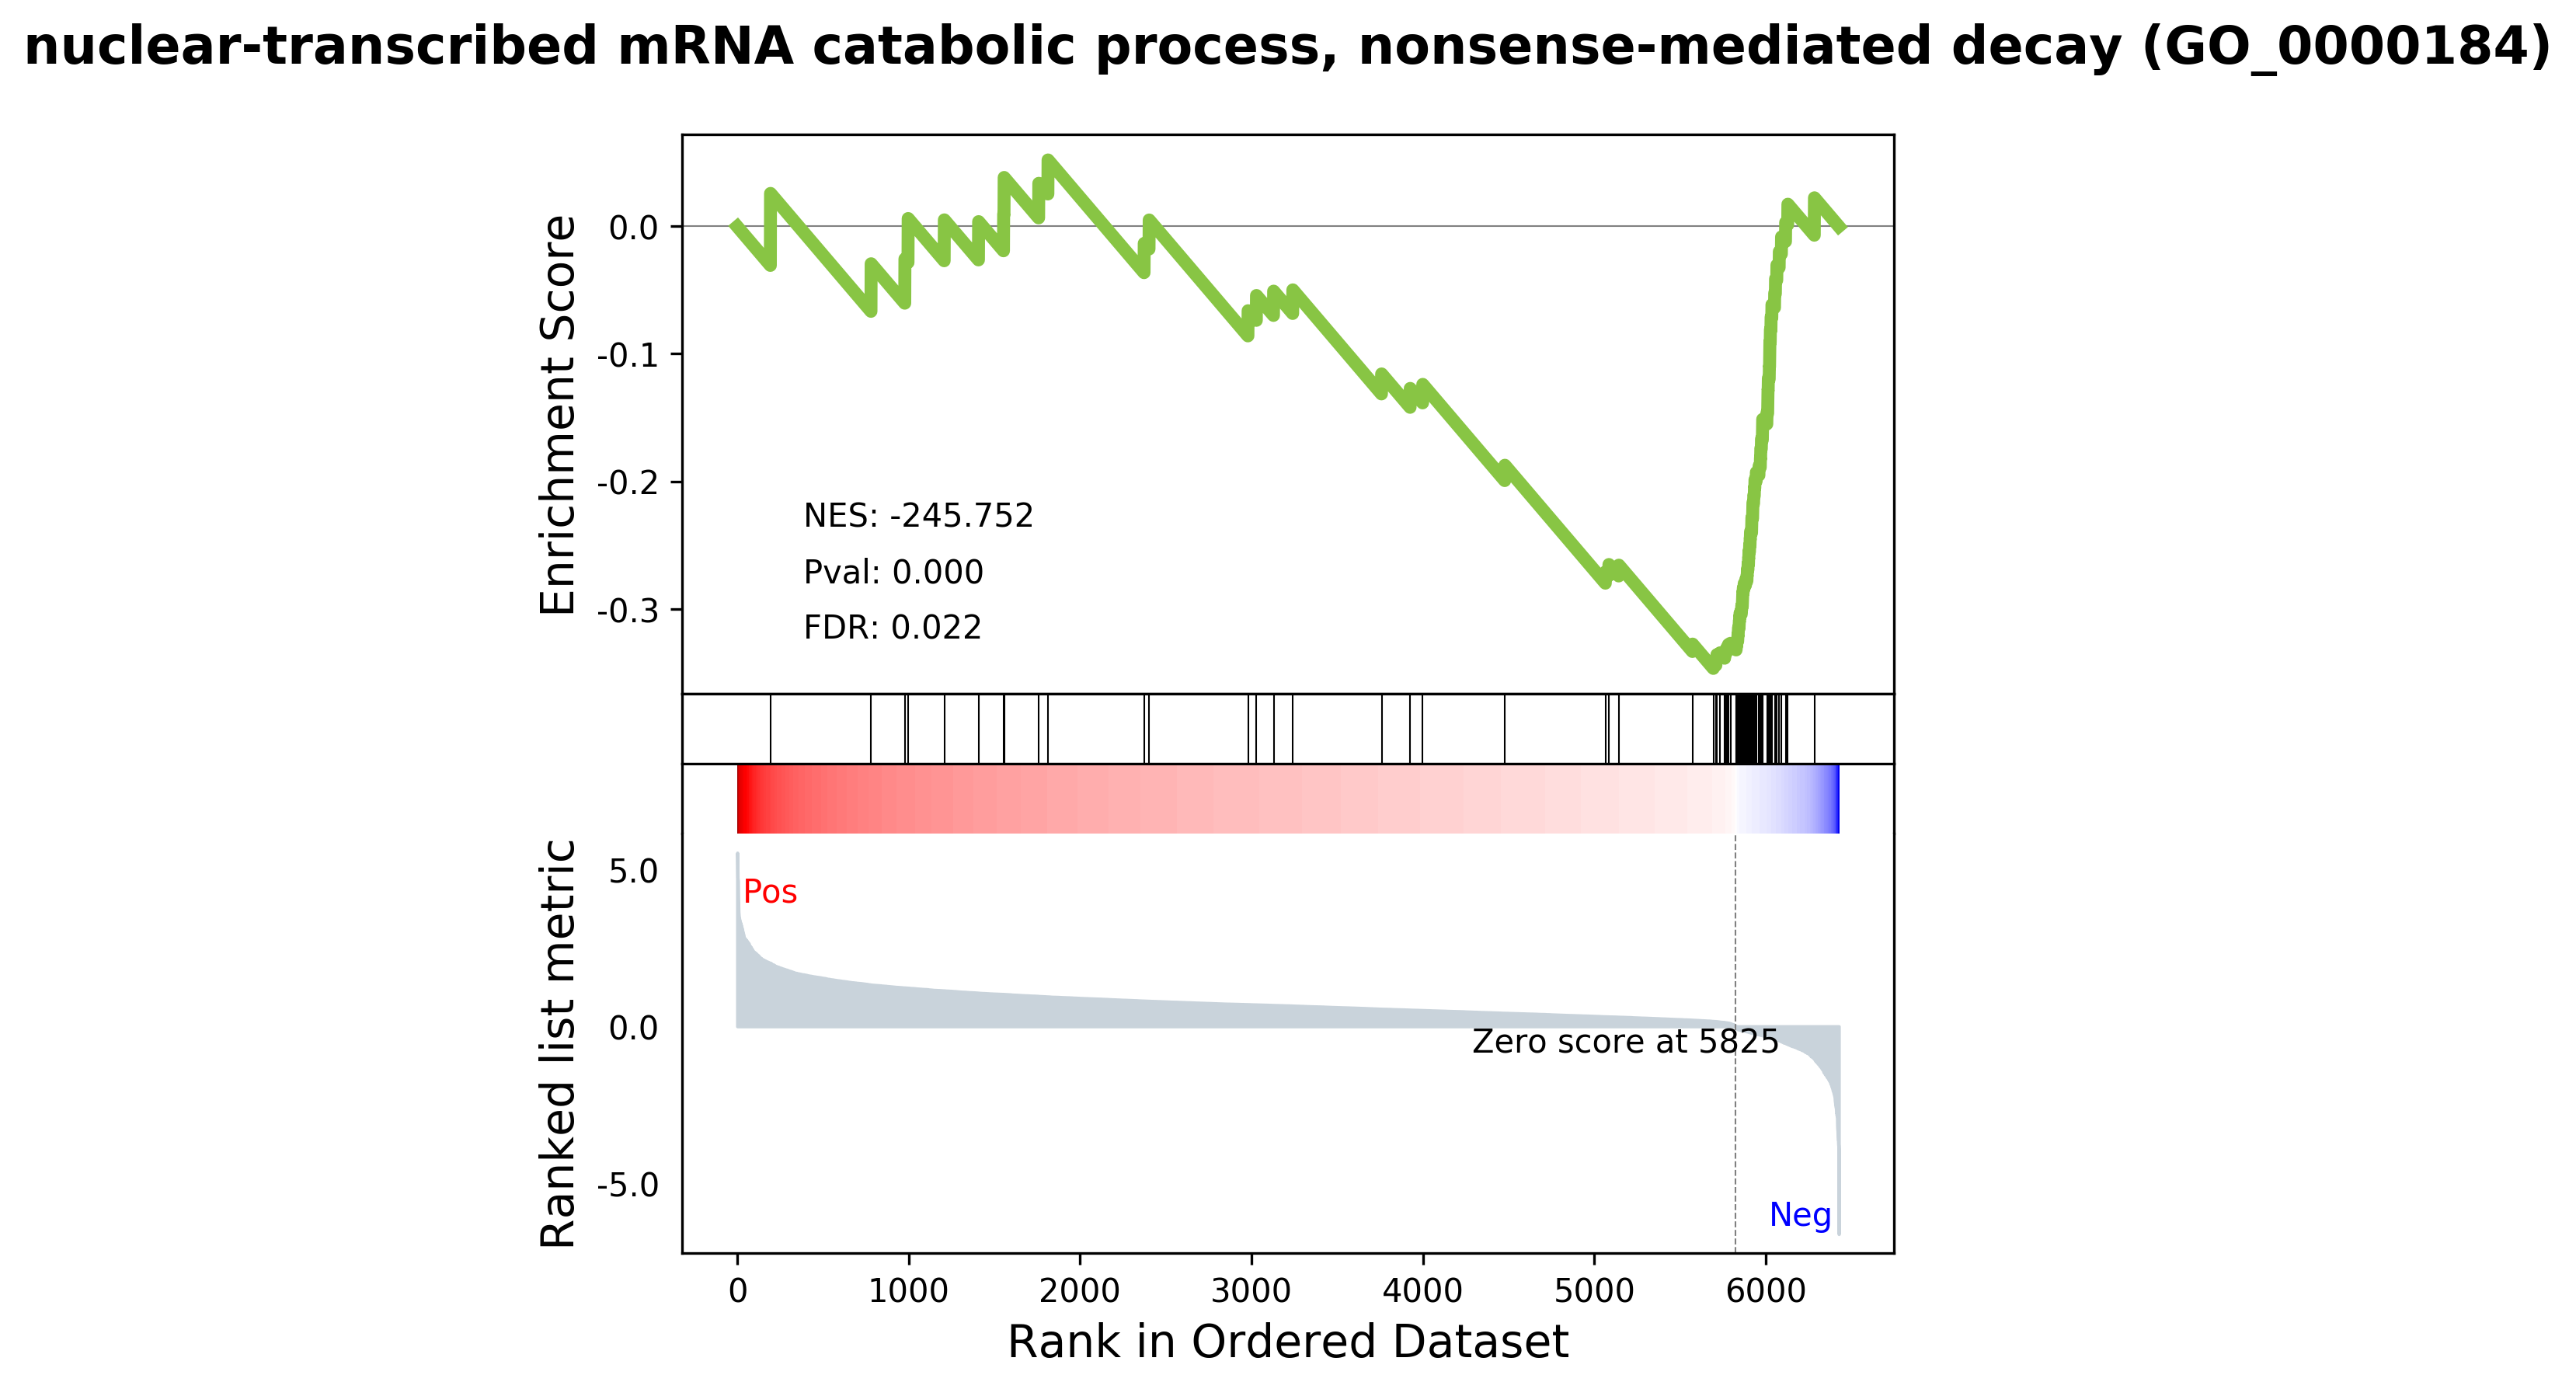 nuclear-transcribed mRNA catabolic process, nonsense-mediated decay (GO_0000184)
Enrichment Score
0.0
-0.1
-0.2
-0.3
NES: -245.752
Pval: 0.000
FDR: 0.022
Ranked list metric
5.0
0.0
-5.0
Pos
Zero score at 5825
Neg
0 1000 2000 3000 4000 5000 6000
Rank in Ordered Dataset